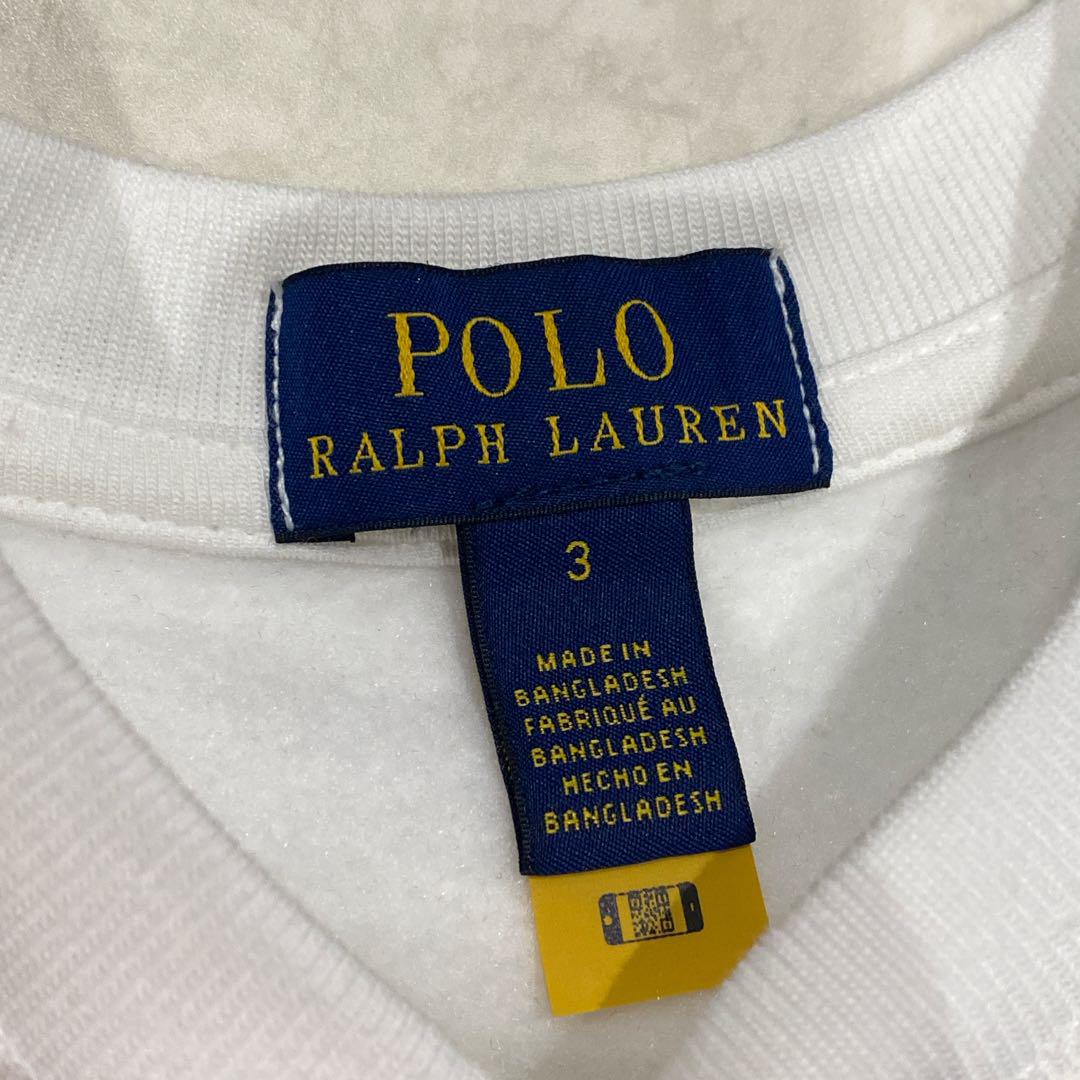 POLO
RALPH LAUREN
3
MADE IN
BANGLADESH
FABRIQUÉ AU
BANGLADESH
HECHO EN
BANGLADESH